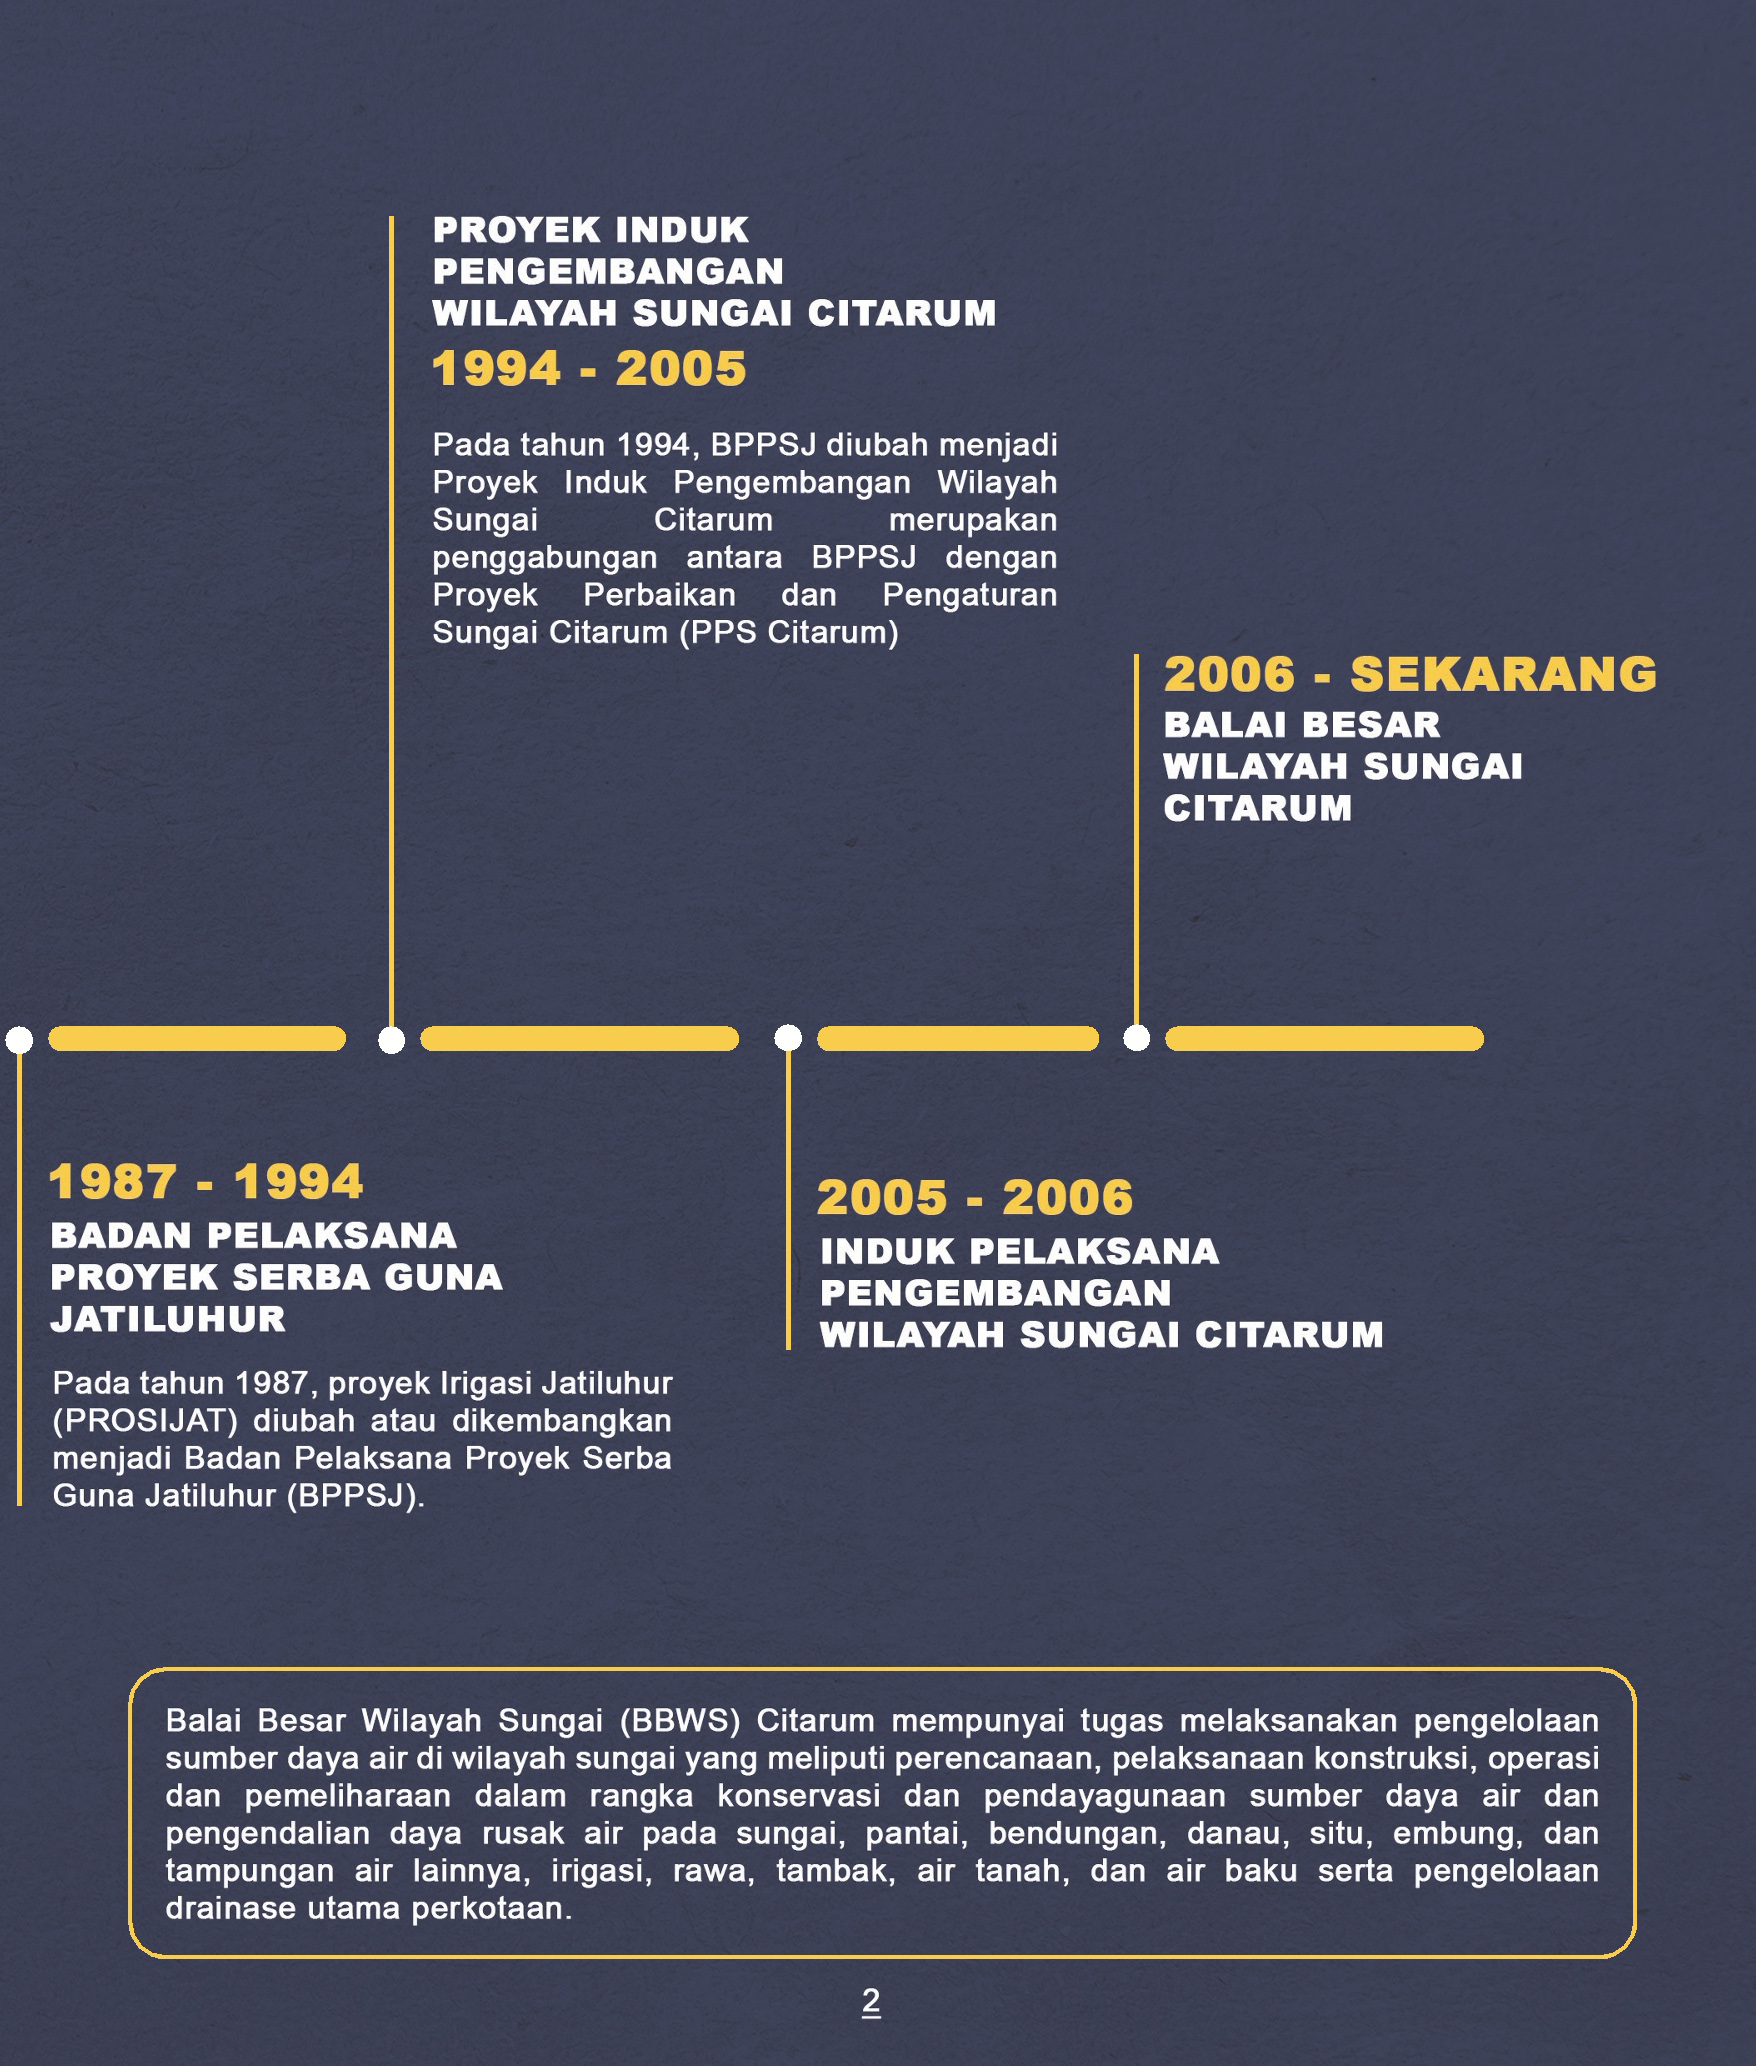 PROYEK INDUK
PENGEMBANGAN
WILAYAH SUNGAI CITARUM
1994 - 2005
Pada tahun 1994, BPPSJ diubah menjadi
Proyek Induk Pengembangan Wilayah
Sungai Citarum merupakan
penggabungan antara BPPSJ dengan
Proyek Perbaikan dan Pengaturan
Sungai Citarum (PPS Citarum)
2006 - SEKARANG
BALAI BESAR
WILAYAH SUNGAI
CITARUM
1987 - 1994
BADAN PELAKSANA
PROYEK SERBA GUNA
JATILUHUR
Pada tahun 1987, proyek Irigasi Jatiluhur
(PROSIJAT) diubah atau dikembangkan
menjadi Badan Pelaksana Proyek Serba
Guna Jatiluhur (BPPSJ).
2005 - 2006
INDUK PELAKSANA
PENGEMBANGAN
WILAYAH SUNGAI CITARUM
Balai Besar Wilayah Sungai (BBWS) Citarum mempunyai tugas melaksanakan pengelolaan
sumber daya air di wilayah sungai yang meliputi perencanaan, pelaksanaan konstruksi, operasi
dan pemeliharaan dalam rangka konservasi dan pendayagunaan sumber daya air dan
pengendalian daya rusak air pada sungai, pantai, bendungan, danau, situ, embung, dan
tampungan air lainnya, irigasi, rawa, tambak, air tanah, dan air baku serta pengelolaan
drainase utama perkotaan.
2